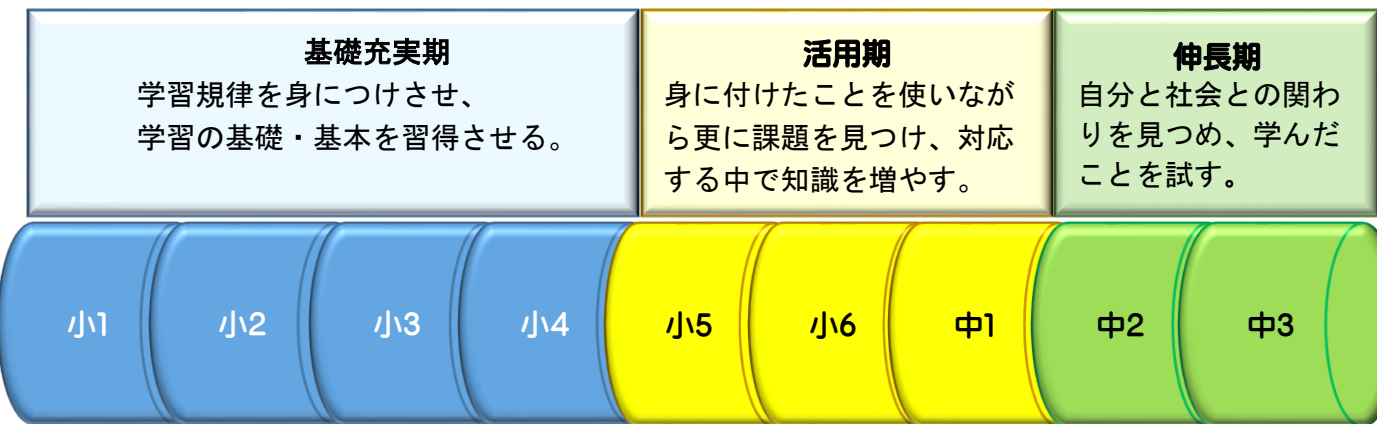 基礎充実期
学習規律を身につけさせ、
学習の基礎・基本を習得させる。
活用期
身に付けたことを使いなが
ら更に課題を見つけ、対応
する中で知識を増やす。
伸長期
自分と社会との関わ
りを見つめ、学んだ
ことを試す。
小1 小2 小3 小4 小5 小6 中1 中2 中3